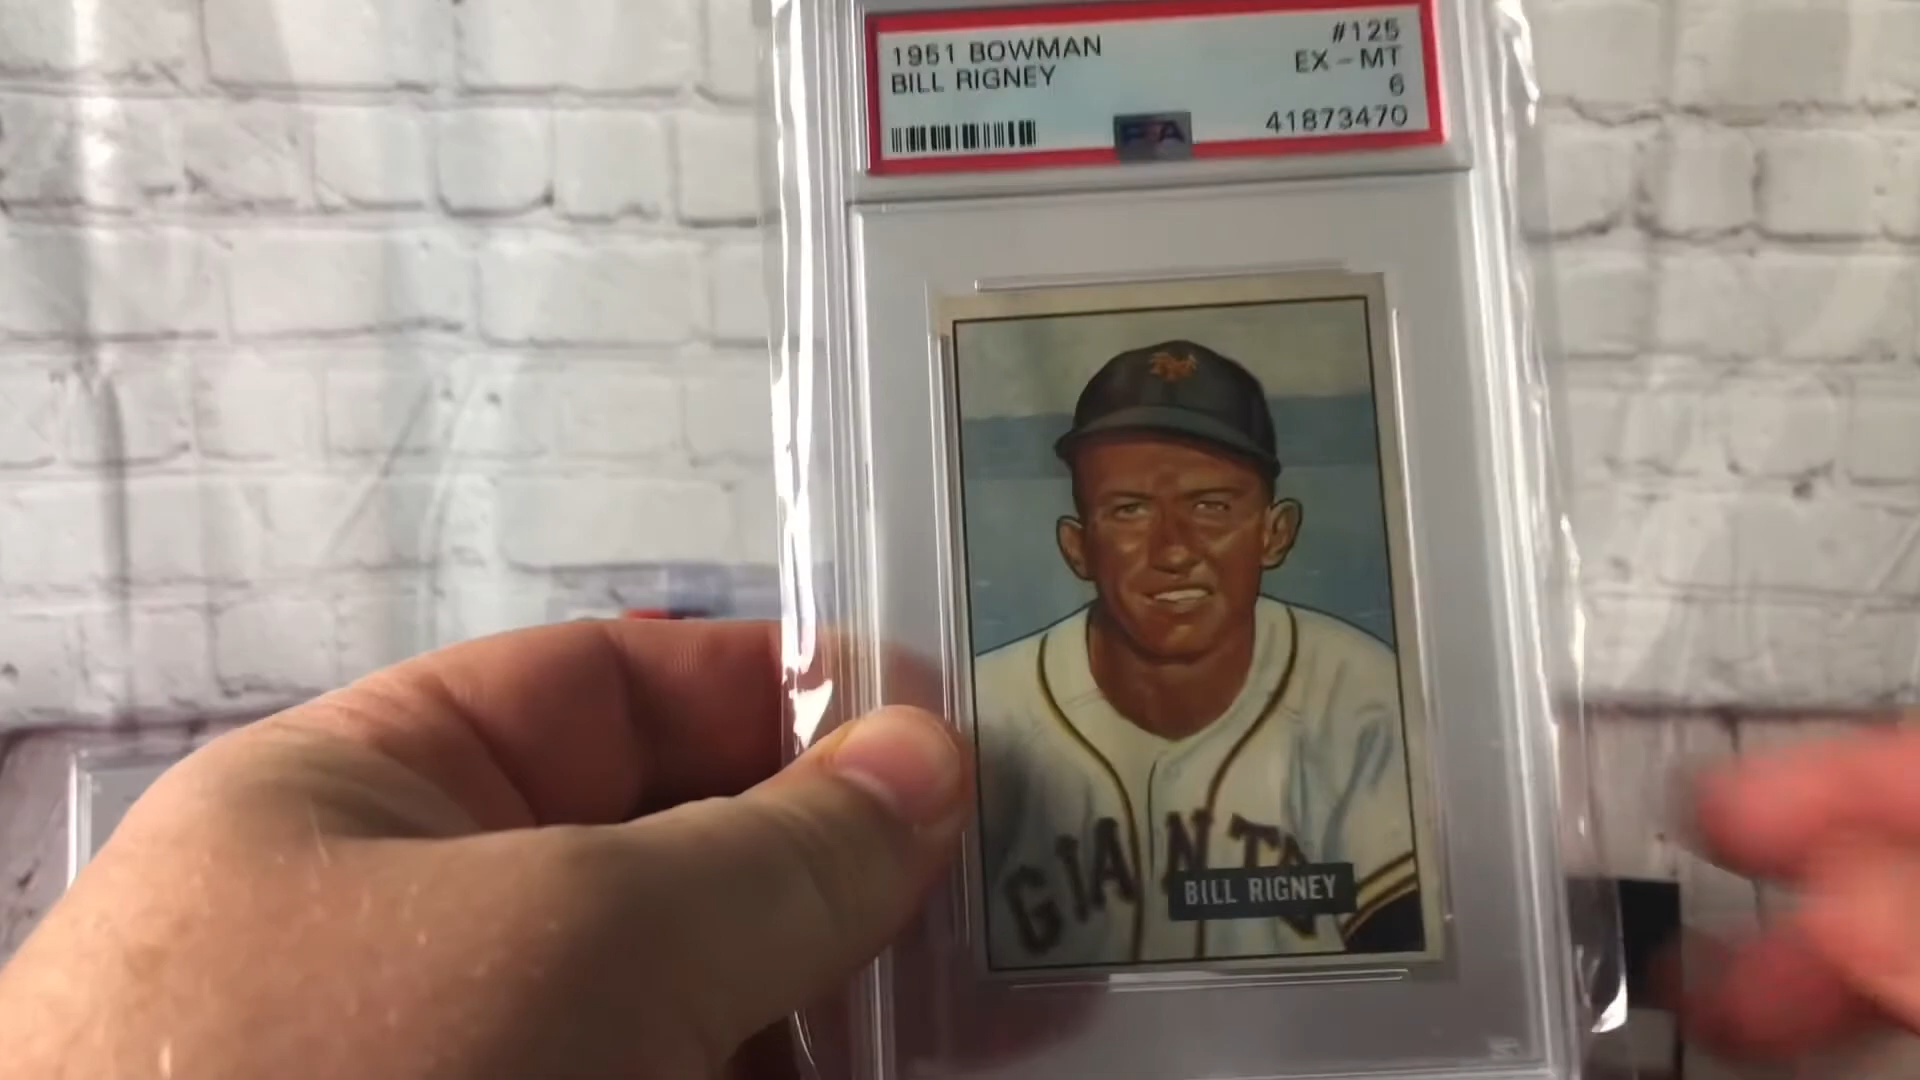 1951 BOWMAN
BILL RIGNEY
#125
EX - MT
6
41873470
PSA
GIANTS
BILL RIGNEY